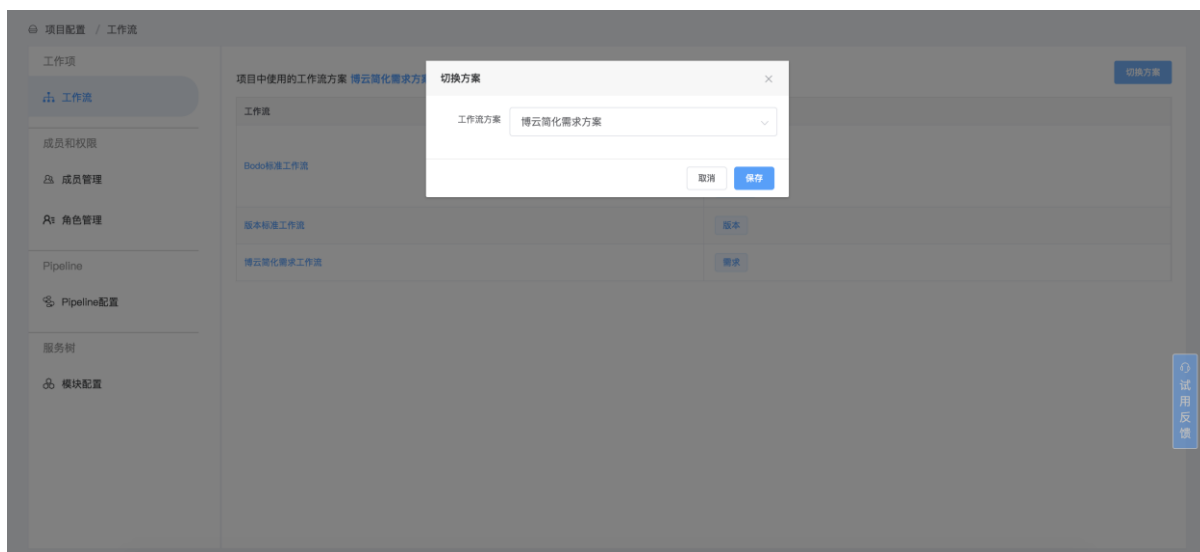 项目配置 / 工作流
工作项
工作流
成员和权限
成员管理
角色管理
Pipeline
Pipeline配置
服务树
模块配置
项目中使用的工作流方案 博云简化需求方案
切换方案
工作流
Bodo标准工作流
版本标准工作流
版本
博云简化需求工作流
需求
切换方案
工作流方案
博云简化需求方案
取消
保存
试用反馈